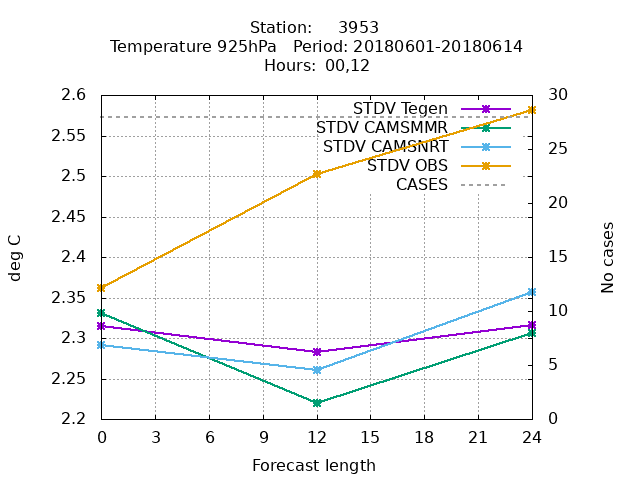 Station:     3953
Temperature 925hPa   Period: 20180601-20180614
Hours: 00,12
2.6
2.55
2.5
2.45
2.4
2.35
2.3
2.25
2.2
deg C
STDV Tegen
STDV CAMSMMR
STDV CAMSNRT
STDV OBS
CASES
30
25
20
15
10
5
0
No cases
0 3 6 9 12 15 18 21 24
Forecast length